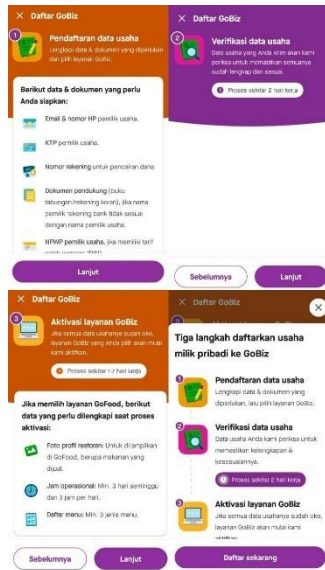 × Daftar GoBiz
1
Pendaftaran data usaha
Lengkapi data & dokumen yang diperlukan
dan pilih layanan GoBiz.
Berikut data & dokumen yang perlu
Anda siapkan:
Email & nomor HP pemilik usaha.
KTP pemilik usaha.
Nomor rekening untuk pencairan dana.
Dokumen pendukung (buku
tabungan/rekening koran), jika nama
pemilik rekening bank tidak sesuai
dengan nama pemilik usaha.
NPWP pemilik usaha, jika memiliki tarif
Lanjut
× Daftar GoBiz
2
Verifikasi data usaha
Data usaha yang Anda kirim akan kami
periksa untuk memastikan semuanya
sudah lengkap dan sesuai.
Proses sekitar 2 hari kerja
Sebelumnya
Lanjut
× Daftar GoBiz
3
Aktivasi layanan GoBiz
Jika semua data usahanya sudah oke,
layanan GoBiz yang Anda pilih akan mulai
kami aktifkan.
Proses sekitar 1-7 hari kerja
Jika memilih layanan GoFood, berikut
data yang perlu dilengkapi saat proses
aktivasi:
Foto profil restoran: Untuk ditampilkan
di GoFood, berupa makanan yang
dijual.
Jam operasional: Min. 3 hari seminggu
dan 3 jam per hari.
Daftar menu: Min. 3 jenis menu.
Sebelumnya
Lanjut
× Daftar GoBiz
×
Tiga langkah daftarkan usaha
milik pribadi ke GoBiz
1
Pendaftaran data usaha
Lengkapi data & dokumen yang
diperlukan, lalu pilih layanan GoBiz.
2
Verifikasi data usaha
Data usaha Anda kami periksa untuk
memastikan kelengkapan &
kesesuaiannya.
Proses sekitar 2 hari kerja
3
Aktivasi layanan GoBiz
Jika semua data usahanya sudah oke,
layanan GoBiz akan mulai kami
aktifkan.
Daftar sekarang